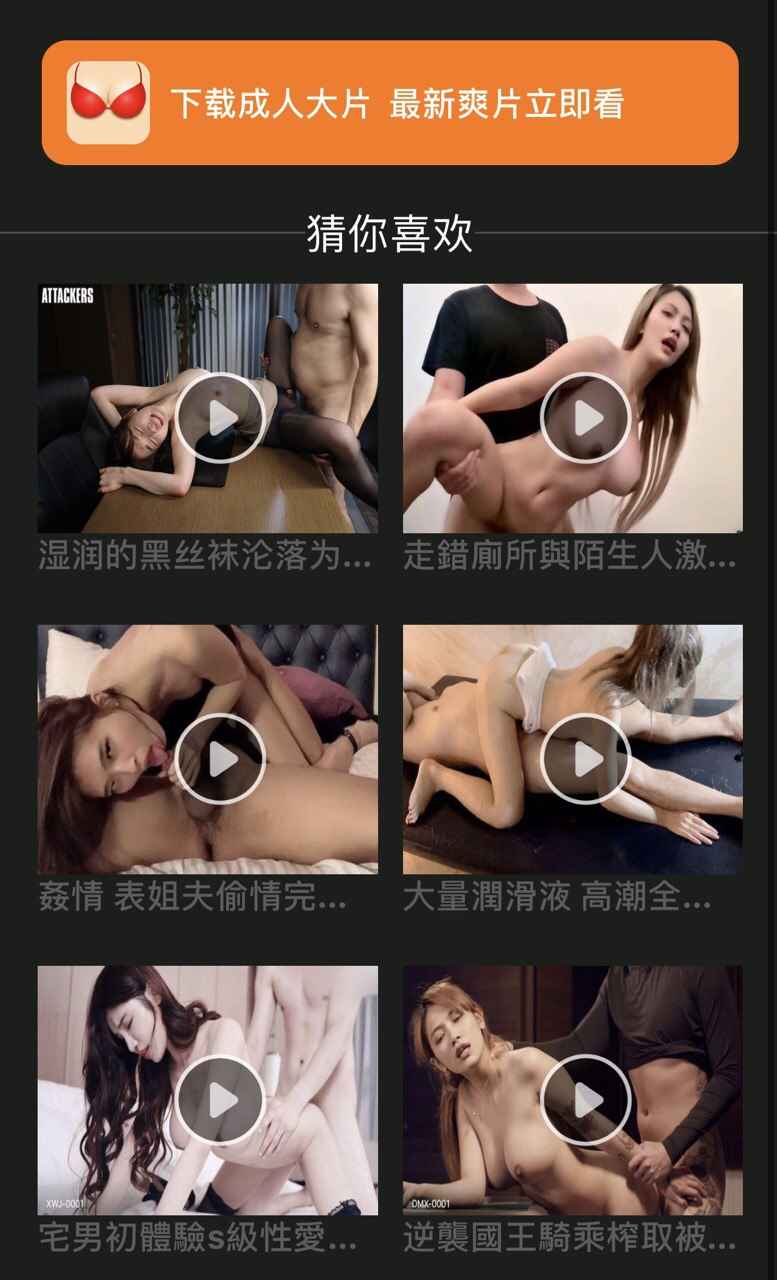 下载成人大片 最新爽片立即看
猜你喜欢
ATTACKERS
湿润的黑丝袜沦落为...
走錯廁所與陌生人激...
姦情 表姐夫偷情完...
大量潤滑液 高潮全...
XWJ-0001
DMX-0001
宅男初體驗s級性愛...
逆襲國王騎乘榨取被...